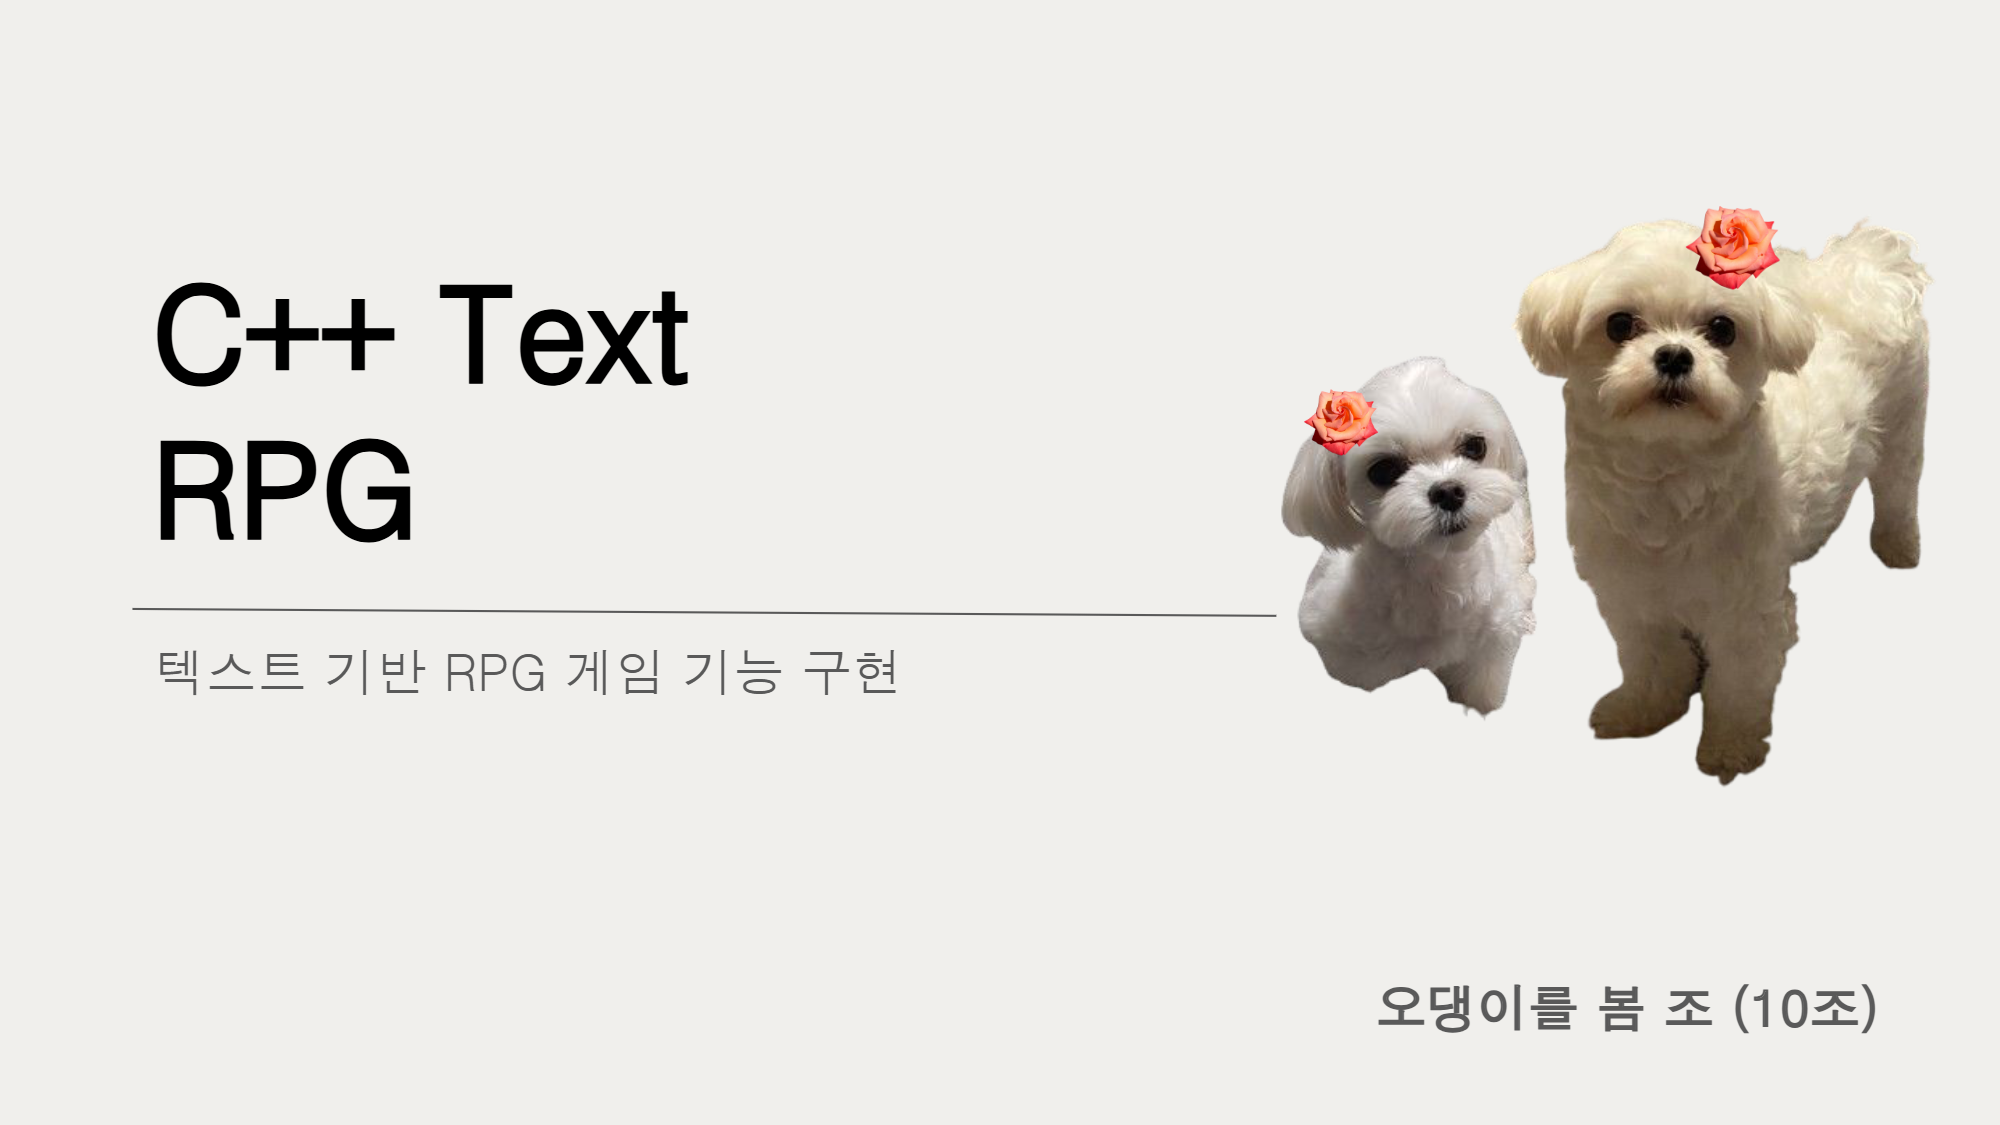 C++ Text
RPG
텍스트 기반 RPG 게임 기능 구현
오댕이를 봄 조 (10조)